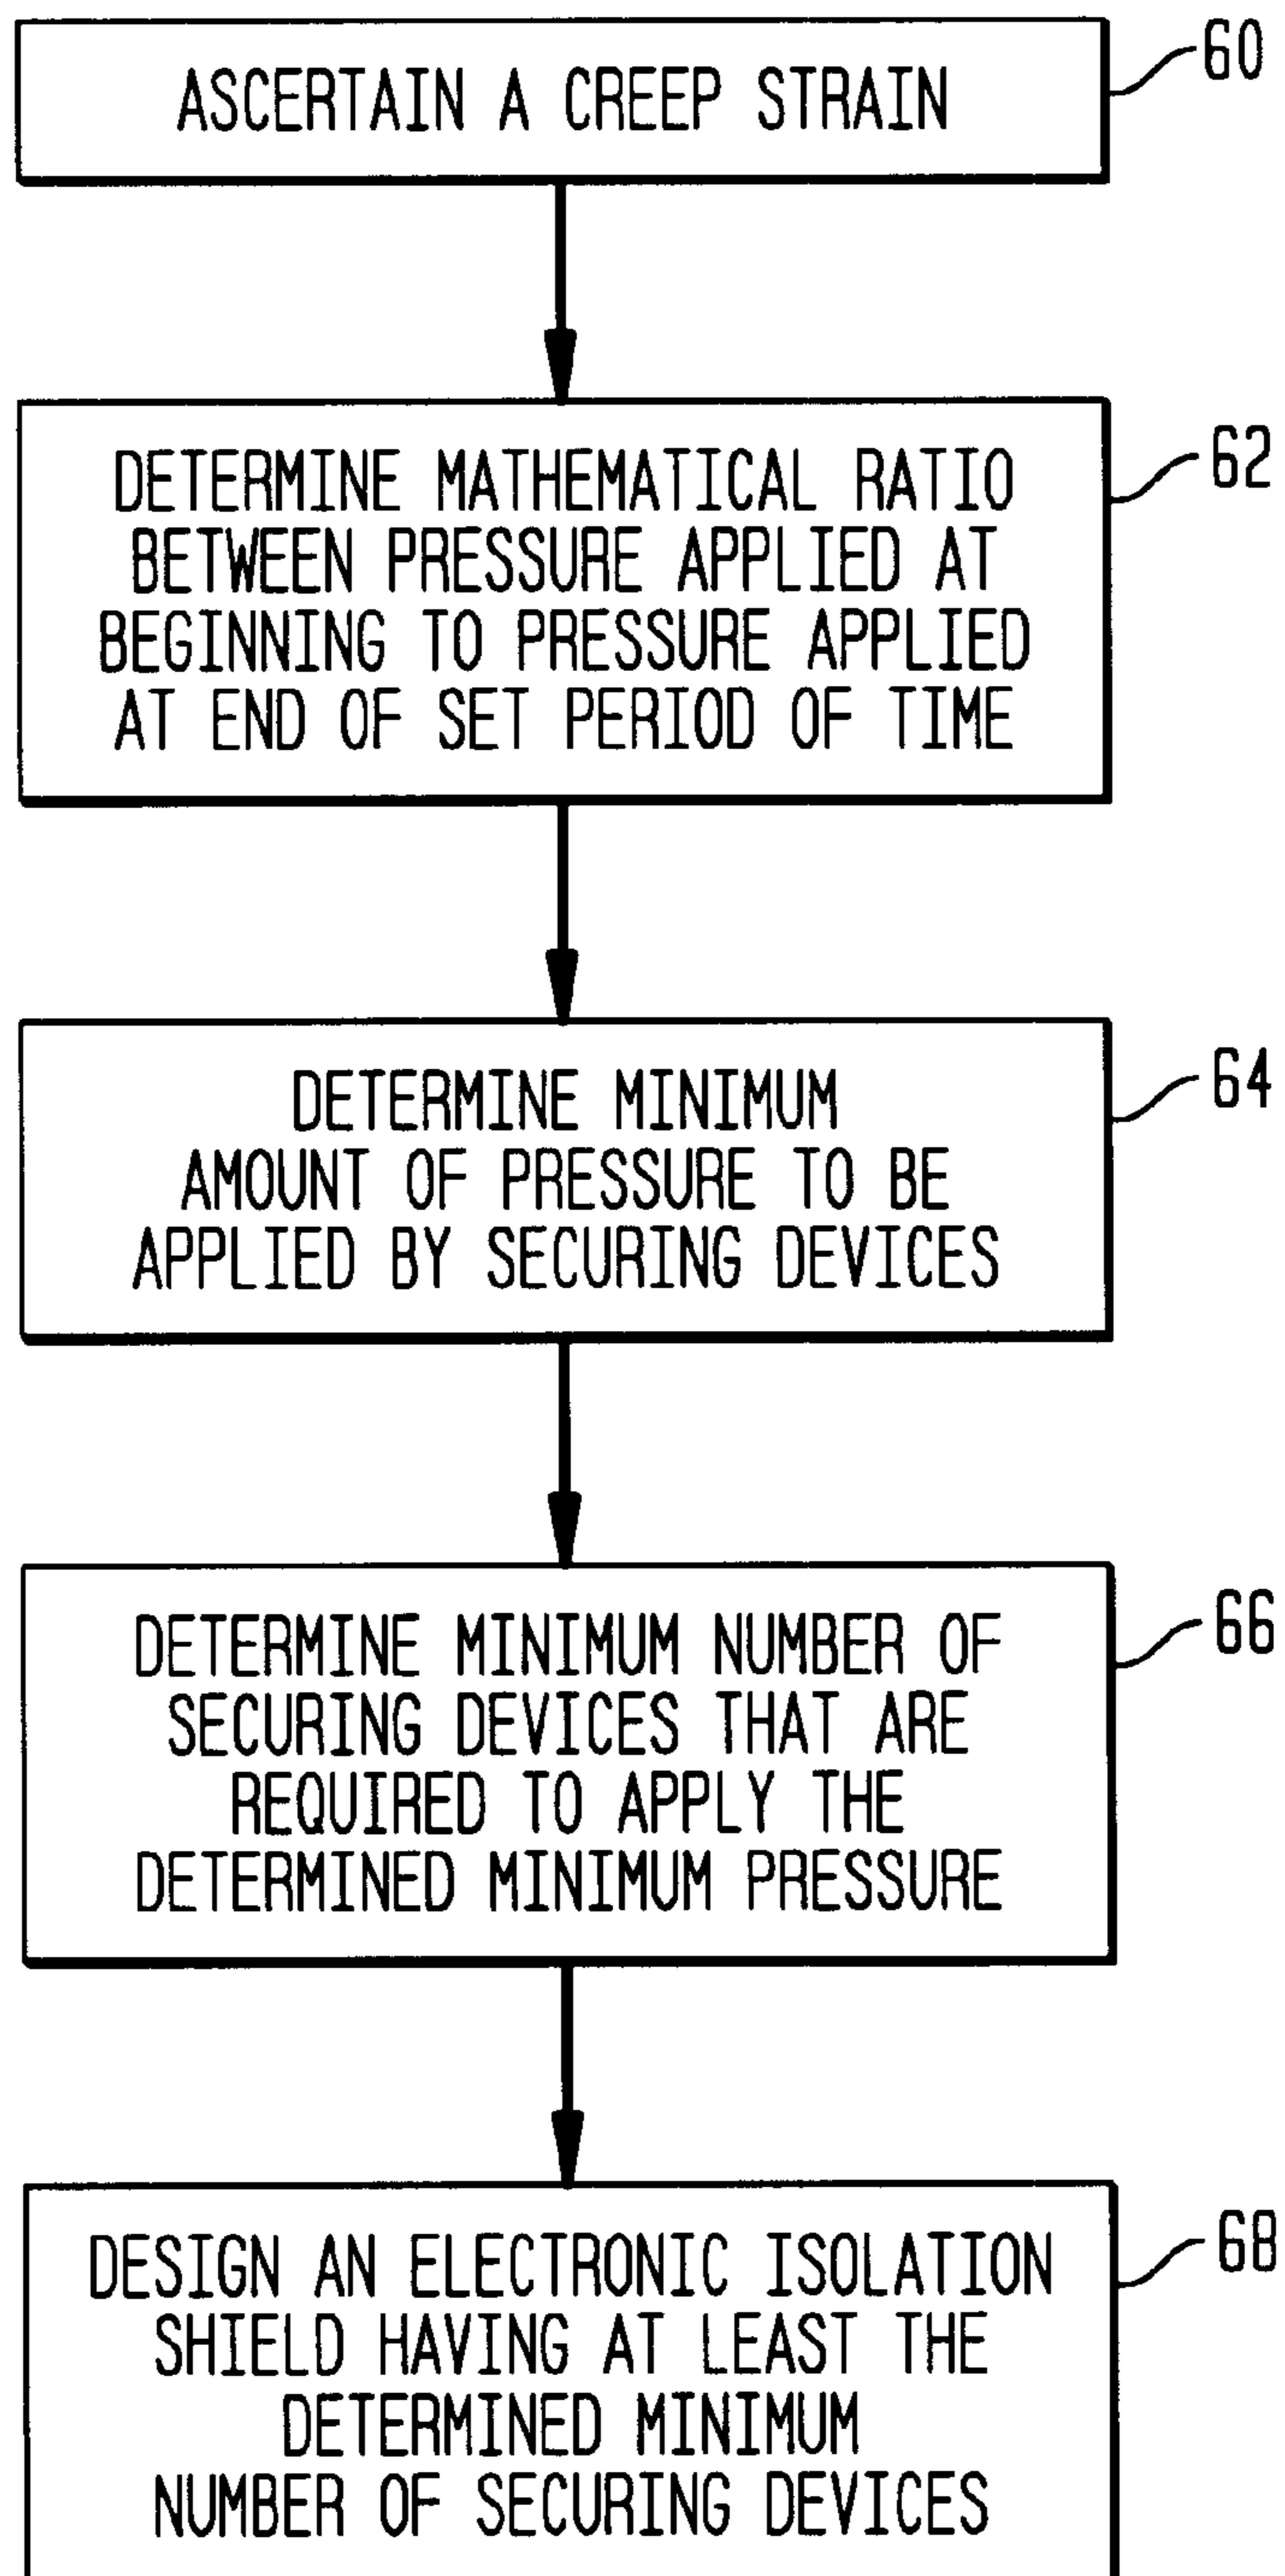 ASCERTAIN A CREEP STRAIN
60
DETERMINE MATHEMATICAL RATIO
BETWEEN PRESSURE APPLIED AT
BEGINNING TO PRESSURE APPLIED
AT END OF SET PERIOD OF TIME
62
DETERMINE MINIMUM
AMOUNT OF PRESSURE TO BE
APPLIED BY SECURING DEVICES
64
DETERMINE MINIMUM NUMBER OF
SECURING DEVICES THAT ARE
REQUIRED TO APPLY THE
DETERMINED MINIMUM PRESSURE
66
DESIGN AN ELECTRONIC ISOLATION
SHIELD HAVING AT LEAST THE
DETERMINED MINIMUM
NUMBER OF SECURING DEVICES
68